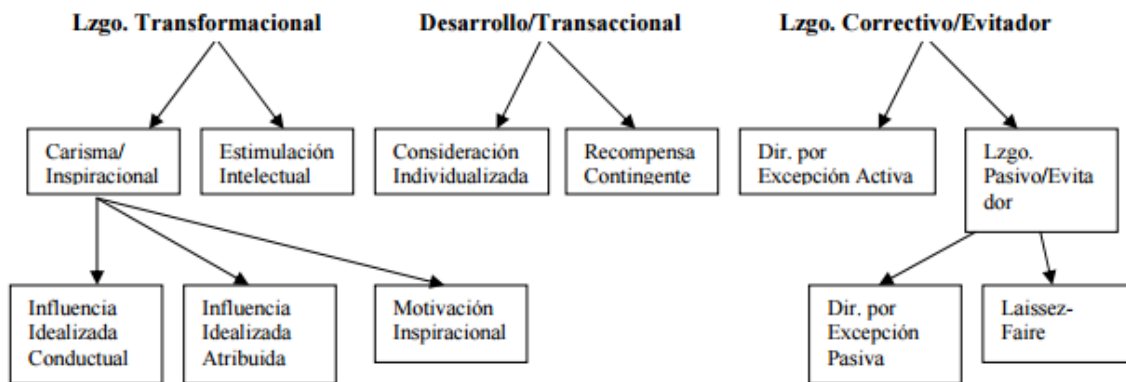 Lzgo. Transformacional
Desarrollo/Transaccional
Lzgo. Correctivo/Evitador
Carisma/
Inspiracional
Estimulación
Intelectual
Consideración
Individualizada
Recompensa
Contingente
Dir. por
Excepción Activa
Lzgo.
Pasivo/Evita
dor
Influencia
Idealizada
Conductual
Influencia
Idealizada
Atribuida
Motivación
Inspiracional
Dir. por
Excepción
Pasiva
Laissez-
Faire